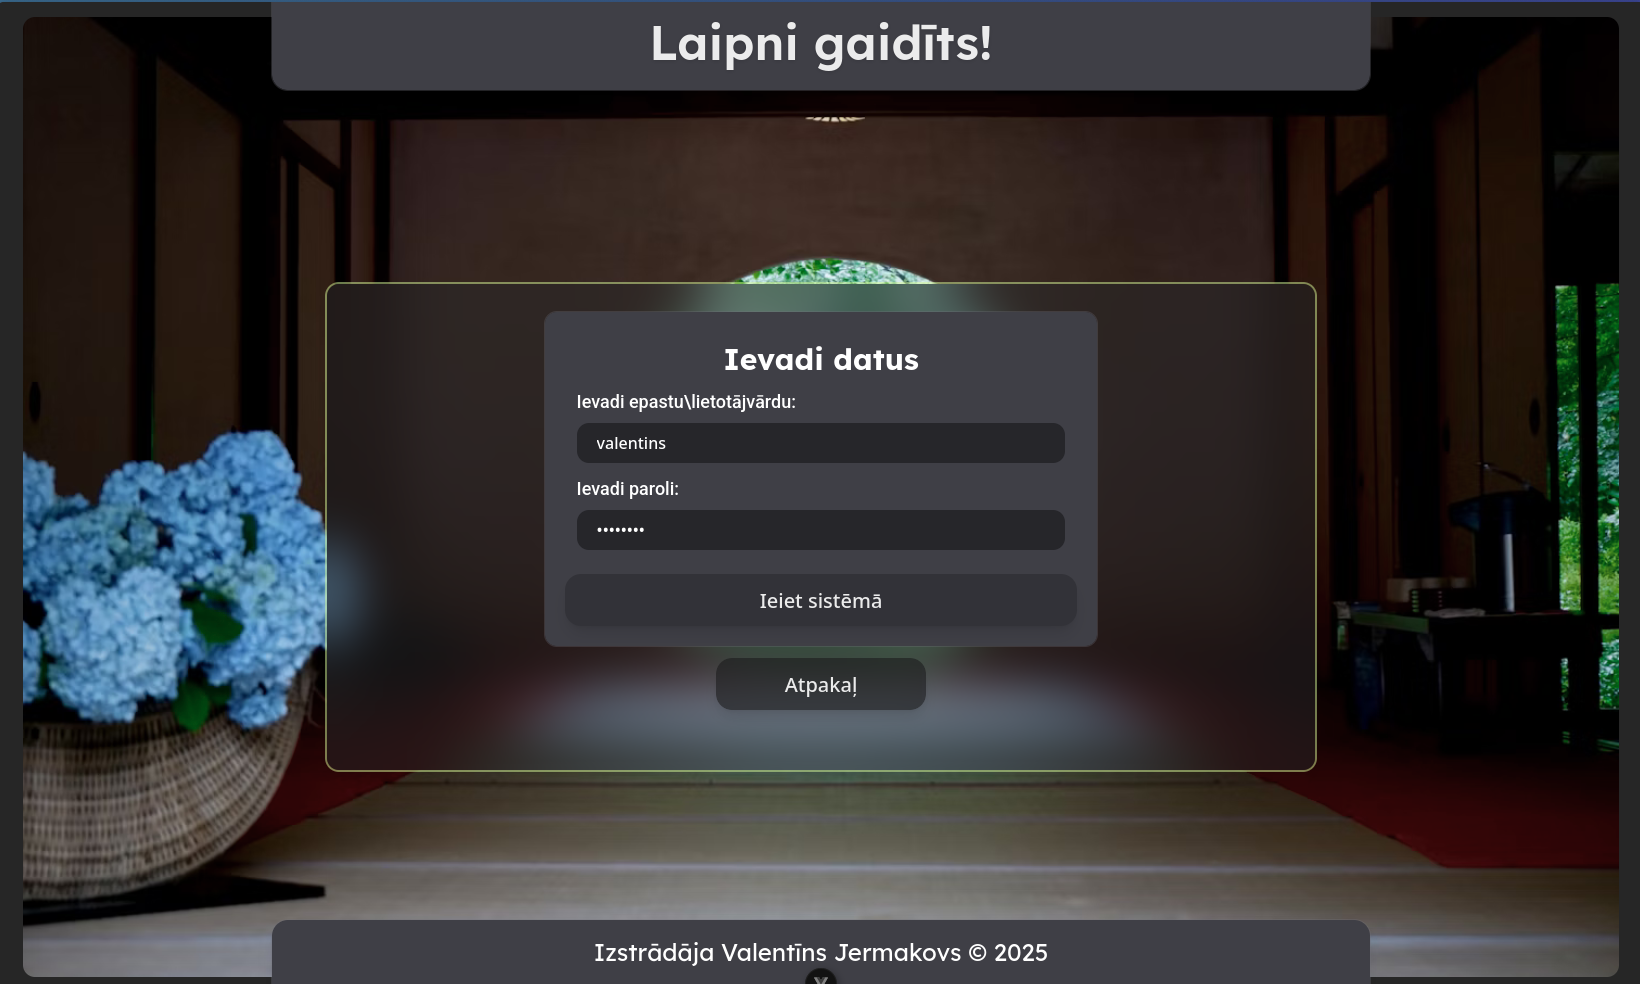 Laipni gaidīts!
Ievadi datus
Ievadi epastu\lietotājvārdu:
valentins
Ievadi paroli:
••••••••
Ieiet sistēmā
Atpakaļ
Izstrādāja Valentīns Jermakovs © 2025